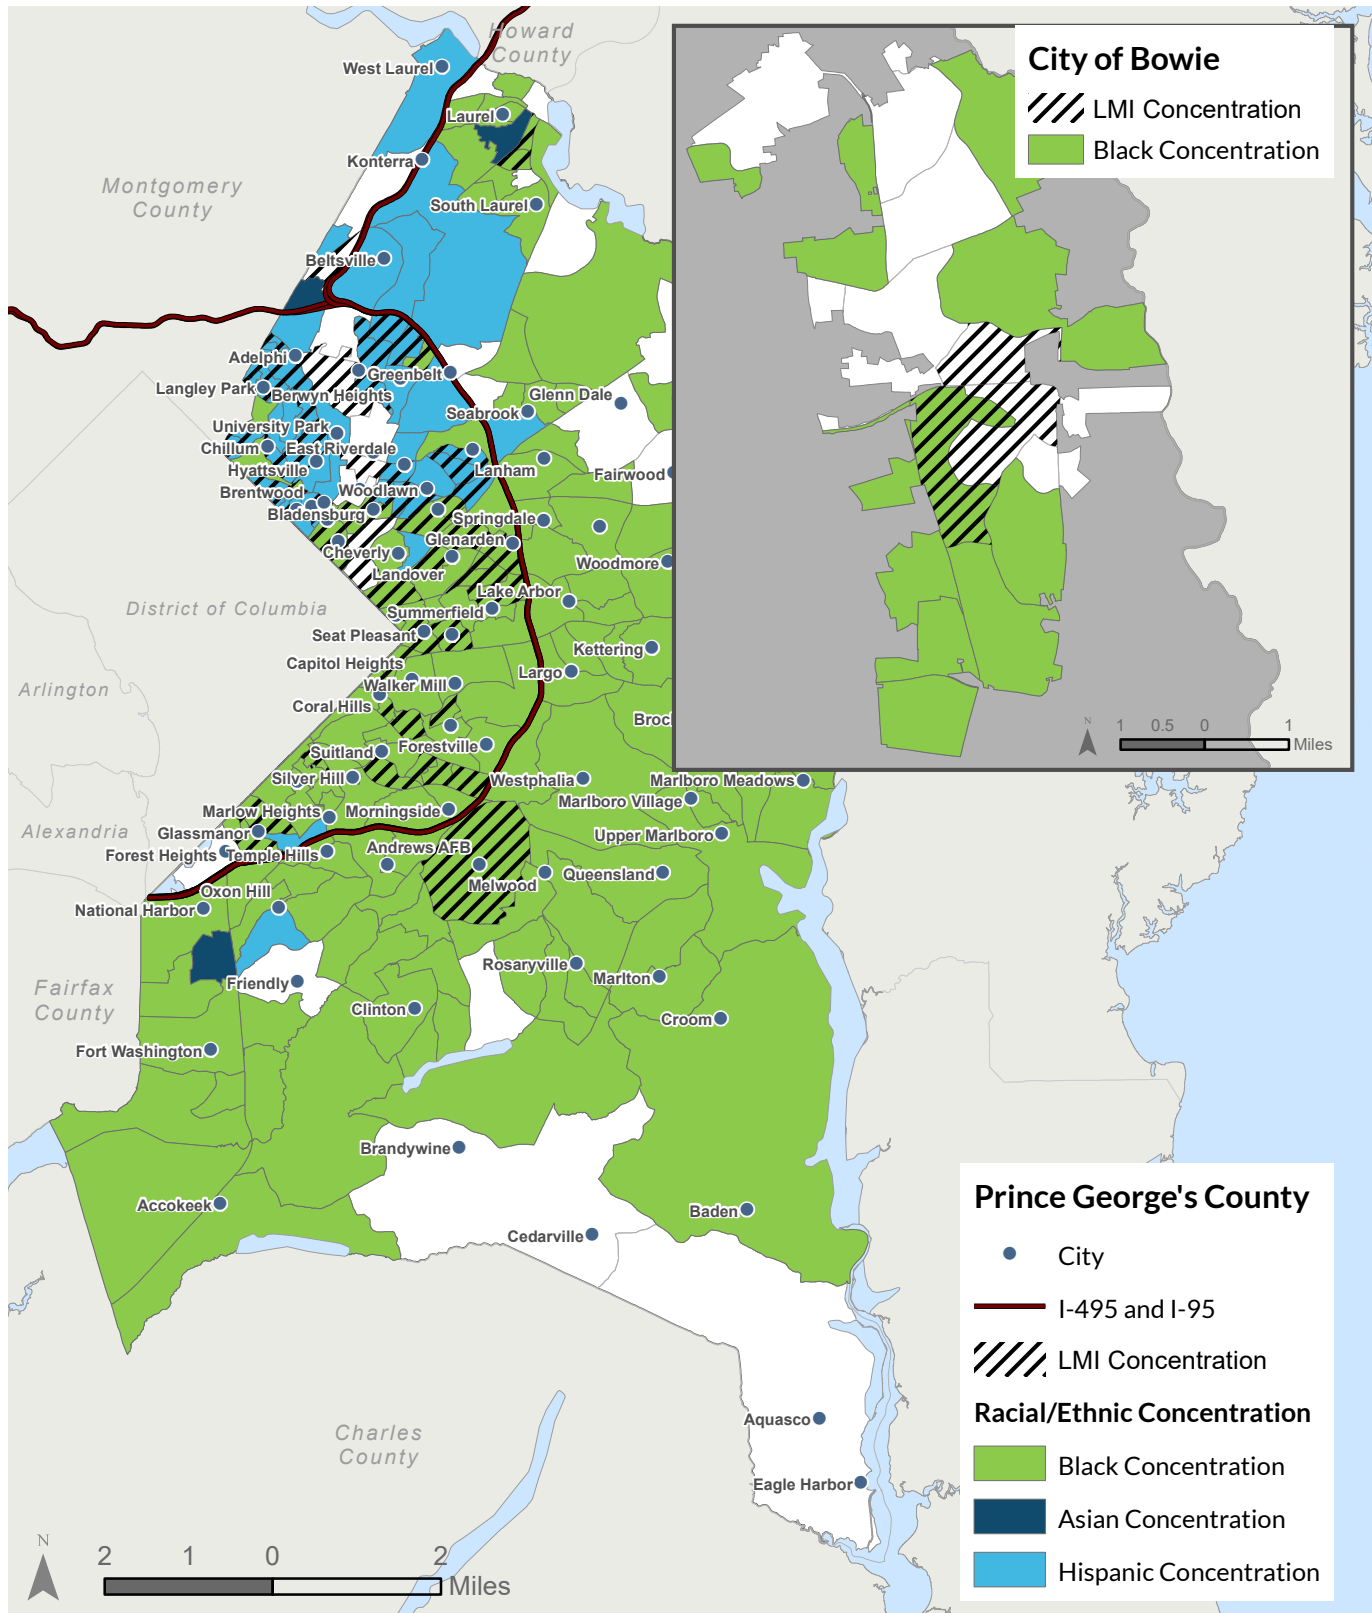 Howard
County
West Laurel
Laurel
Konterra
Montgomery
County
South Laurel
Beltsville
Adelphi
Langley Park
Greenbelt
Berwyn Heights
Glenn Dale
Seabrook
University Park
Chillum
East Riverdale
Hyattsville
Lanham
Fairwood
Brentwood
Woodlawn
Bladensburg
Springdale
Glenarden
Cheverly
Woodmore
Landover
Lake Arbor
District of Columbia
Summerfield
Seat Pleasant
Kettering
Capitol Heights
Largo
Walker Mill
Arlington
Coral Hills
Broc
Forestville
Suitland
Silver Hill
Westphalia
Marlboro Meadows
Marlboro Village
Marlow Heights
Morningside
Alexandria
Glassmanor
Upper Marlboro
Forest Heights
Temple Hills
Andrews AFB
Melwood
Queensland
Oxon Hill
National Harbor
Rosaryville
Marlton
Friendly
Fairfax
County
Clinton
Croom
Fort Washington
Brandywine
Accokeek
Baden
Cedarville
Aquasco
Charles
County
Eagle Harbor
N
2 1 0 2
Miles
City of Bowie
LMI Concentration
Black Concentration
N
1 0.5 0 1
Miles
Prince George's County
City
I-495 and I-95
LMI Concentration
Racial/Ethnic Concentration
Black Concentration
Asian Concentration
Hispanic Concentration